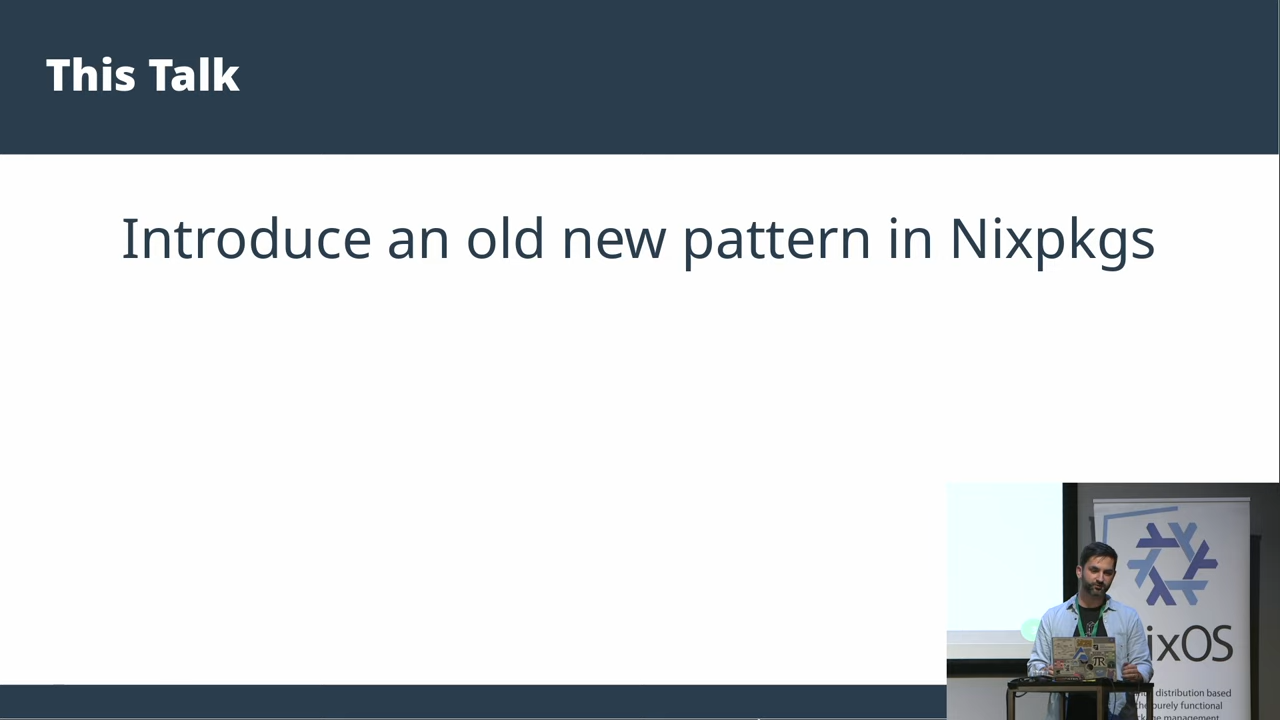 This Talk
Introduce an old new pattern in Nixpkgs
ixOS
distribution based
purely functional
management